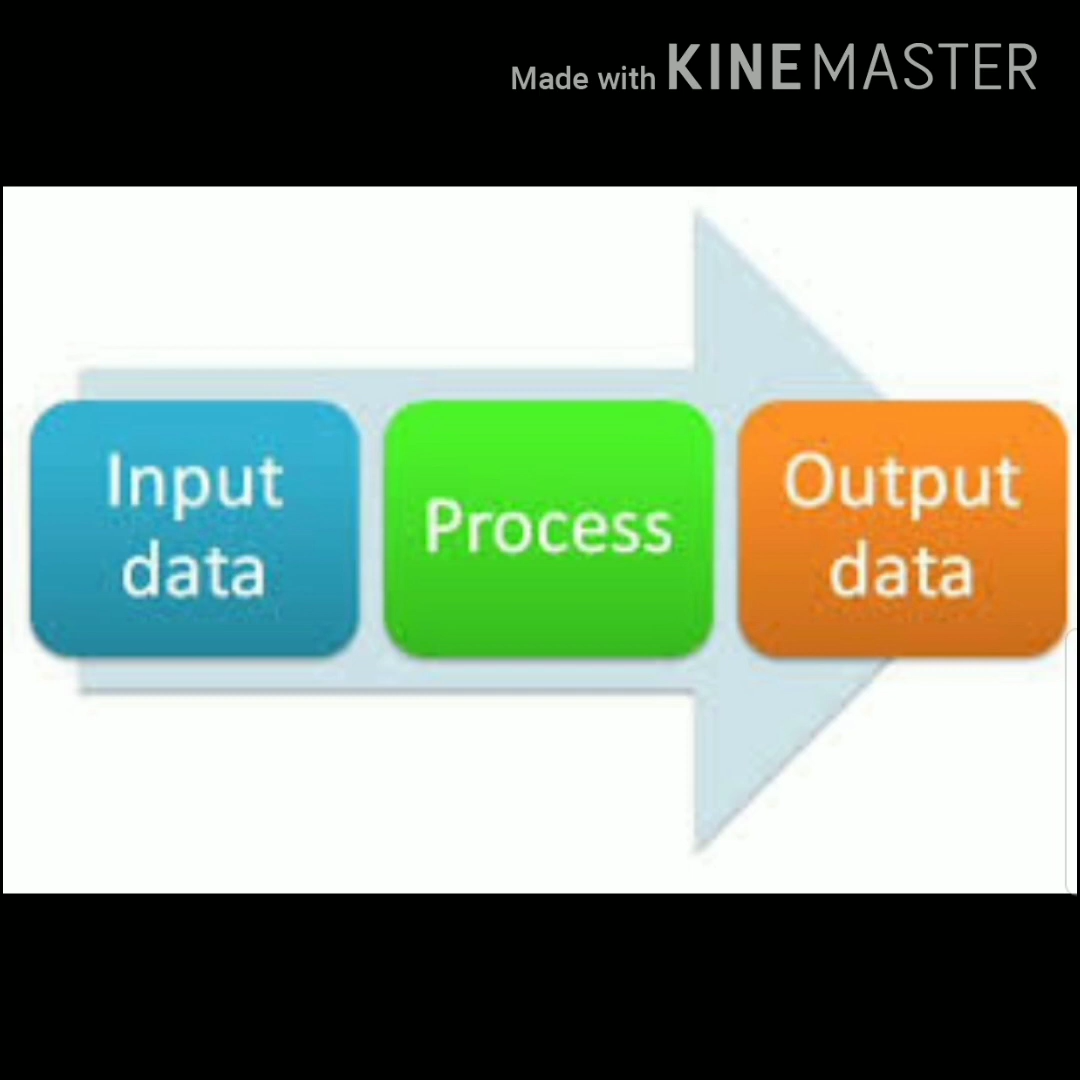 Made with KINEMASTER
Input
data
Process
Output
data